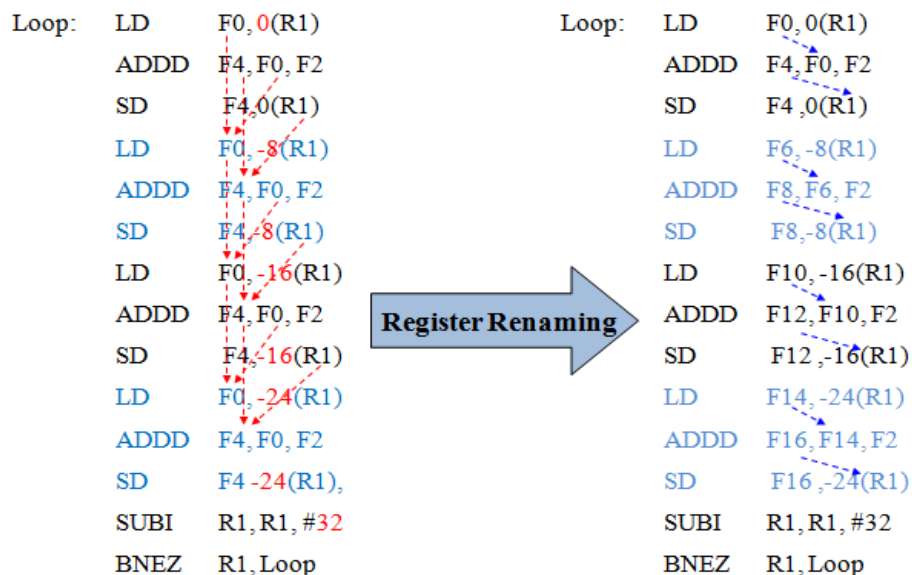 Loop: LD F0, 0(R1)
ADDD F4, F0, F2
SD F4,0(R1)
LD F0, -8(R1)
ADDD F4, F0, F2
SD F4,-8(R1)
LD F0, -16(R1)
ADDD F4, F0, F2
SD F4,-16(R1)
LD F0, -24(R1)
ADDD F4, F0, F2
SD F4 -24(R1),
SUBI R1, R1, #32
BNEZ R1, Loop
Register Renaming
Loop: LD F0, 0(R1)
ADDD F4, F0, F2
SD F4 ,0(R1)
LD F6, -8(R1)
ADDD F8, F6, F2
SD F8,-8(R1)
LD F10, -16(R1)
ADDD F12, F10, F2
SD F12 ,-16(R1)
LD F14, -24(R1)
ADDD F16, F14, F2
SD F16 ,-24(R1)
SUBI R1, R1, #32
BNEZ R1, Loop